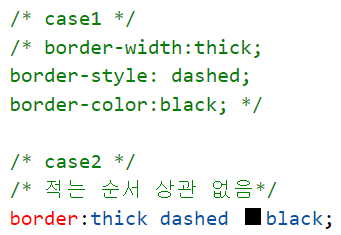 /* case1 */
/* border-width:thick;
border-style: dashed;
border-color:black; */
/* case2 */
/* 적는 순서 상관 없음*/
border:thick dashed black;